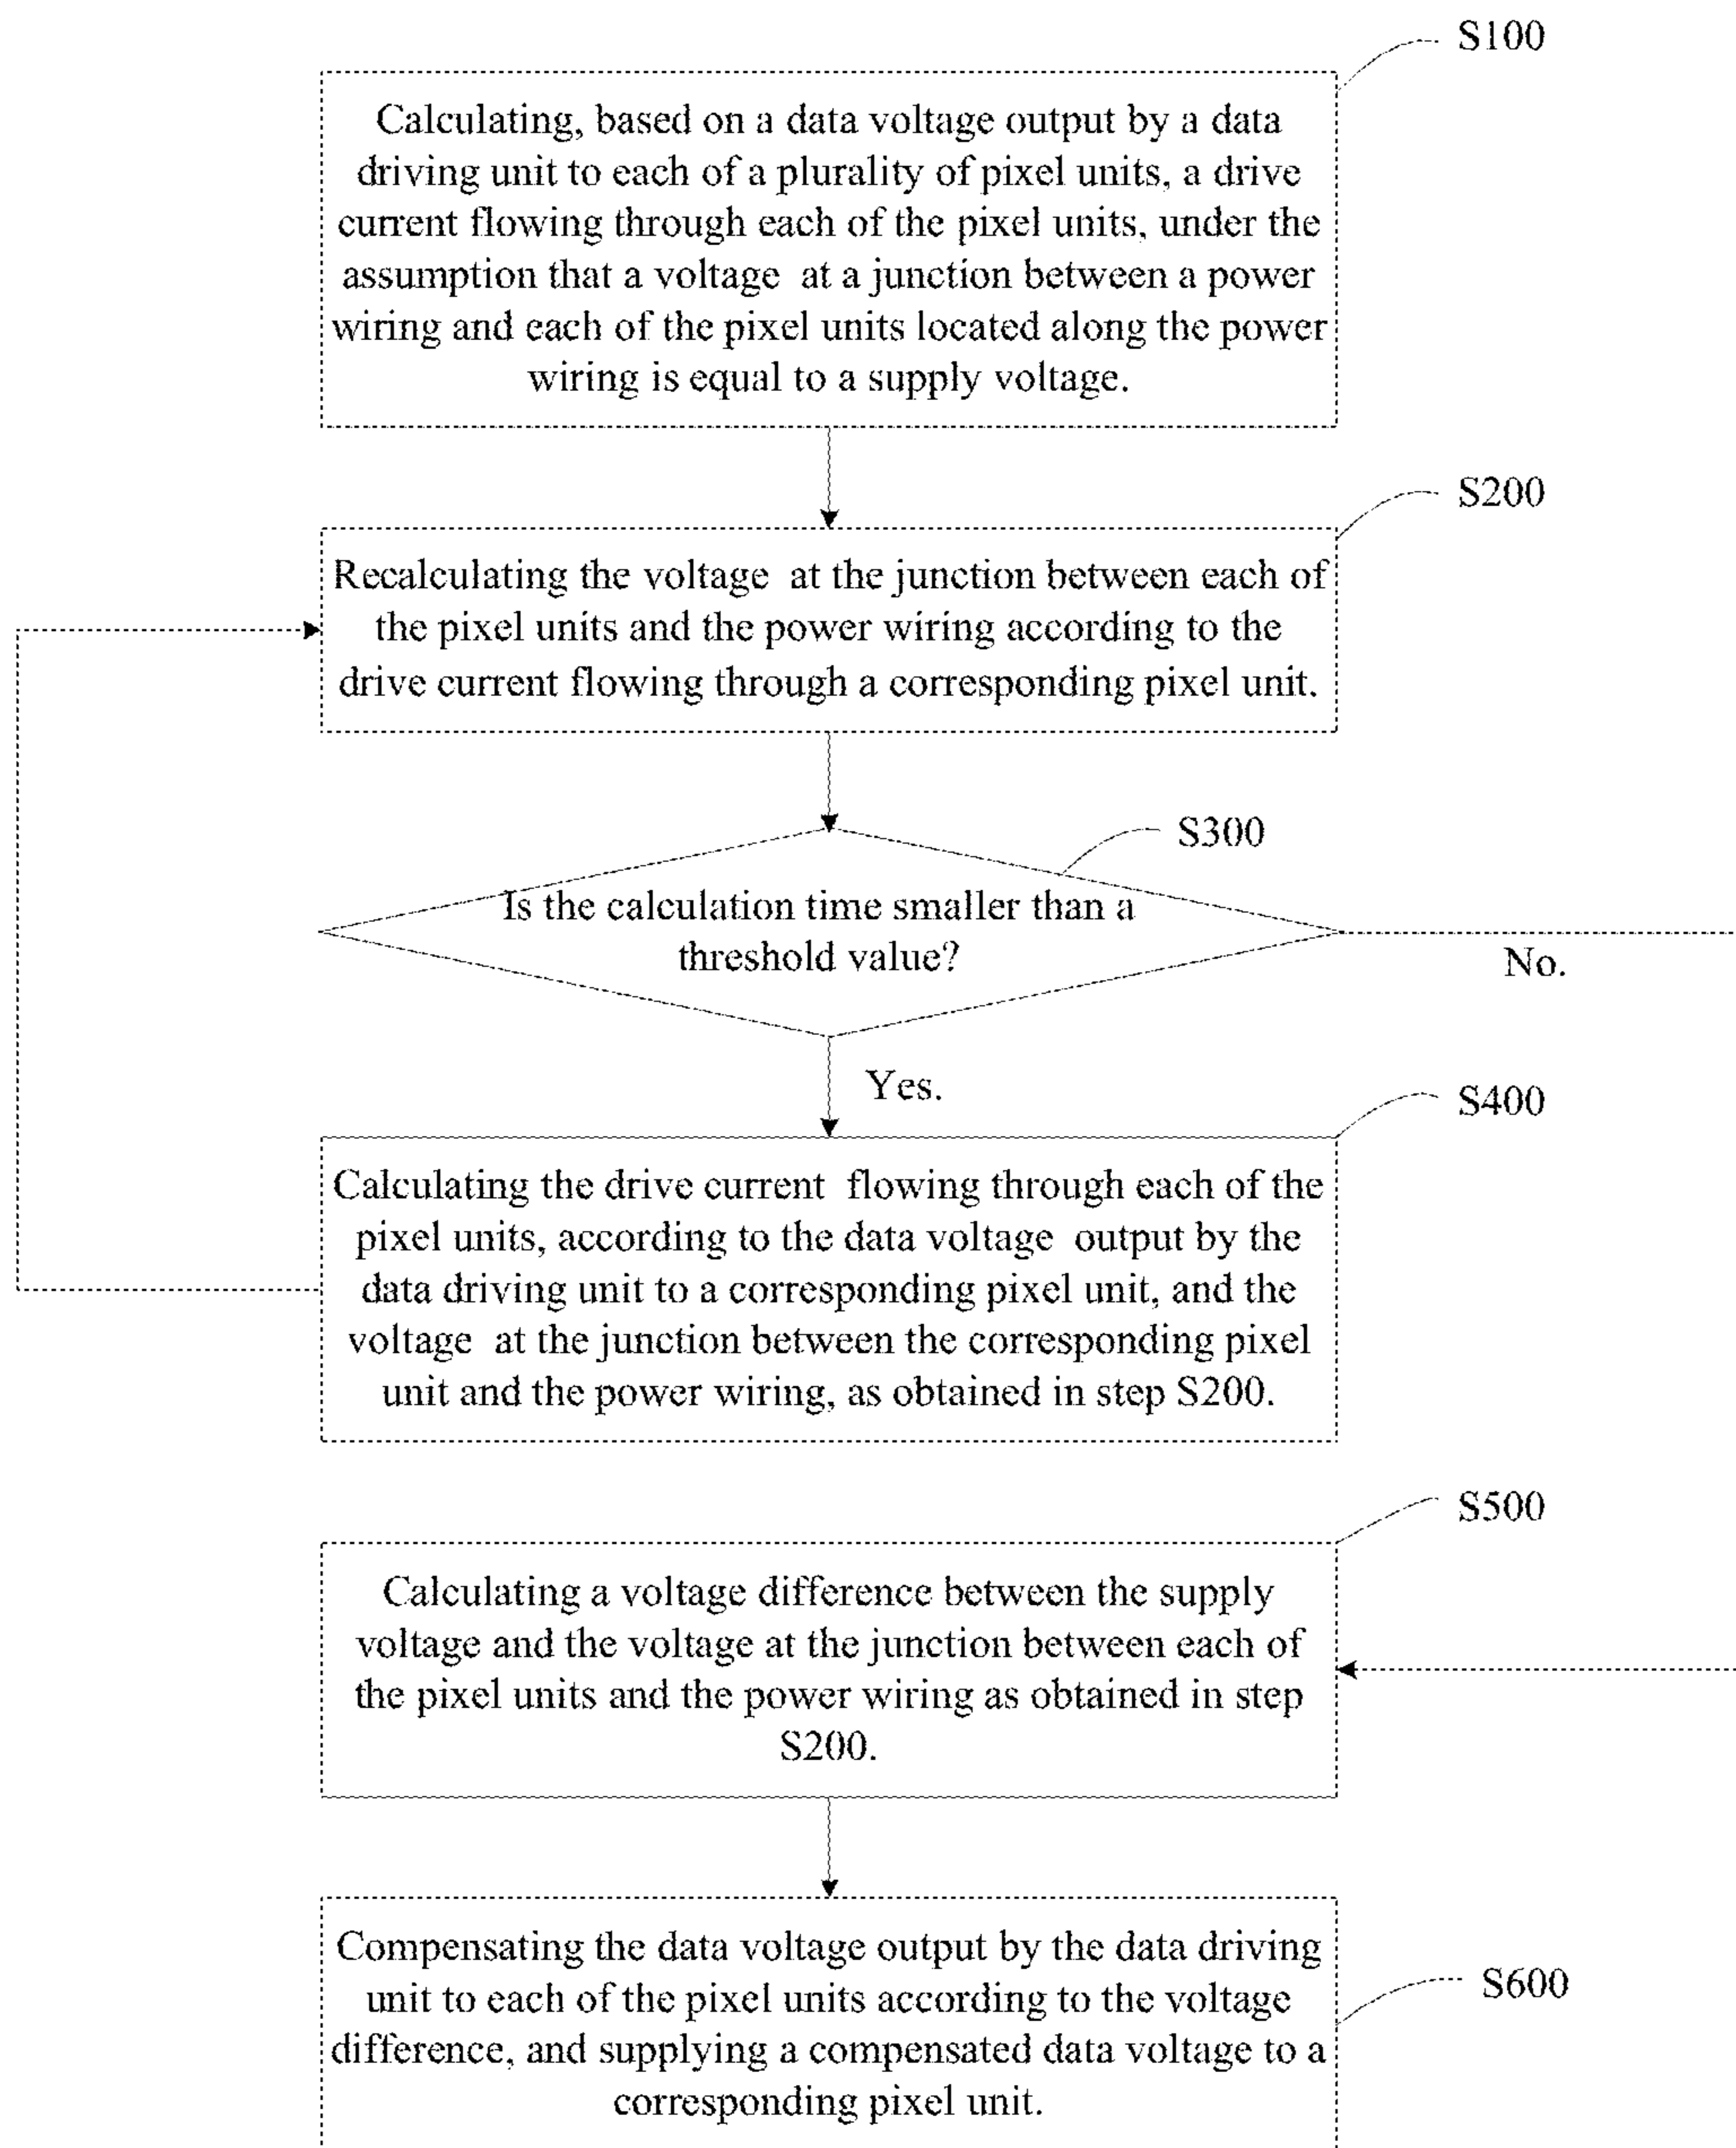 S100
Calculating, based on a data voltage output by a data
driving unit to each of a plurality of pixel units, a drive
current flowing through each of the pixel units, under the
assumption that a voltage at a junction between a power
wiring and each of the pixel units located along the power
wiring is equal to a supply voltage.
S200
Recalculating the voltage at the junction between each of
the pixel units and the power wiring according to the
drive current flowing through a corresponding pixel unit.
S300
Is the calculation time smaller than a
threshold value?
No.
Yes.
S400
Calculating the drive current flowing through each of the
pixel units, according to the data voltage output by the
data driving unit to a corresponding pixel unit, and the
voltage at the junction between the corresponding pixel
unit and the power wiring, as obtained in step S200.
S500
Calculating a voltage difference between the supply
voltage and the voltage at the junction between each of
the pixel units and the power wiring as obtained in step
S200.
S600
Compensating the data voltage output by the data driving
unit to each of the pixel units according to the voltage
difference, and supplying a compensated data voltage to a
corresponding pixel unit.